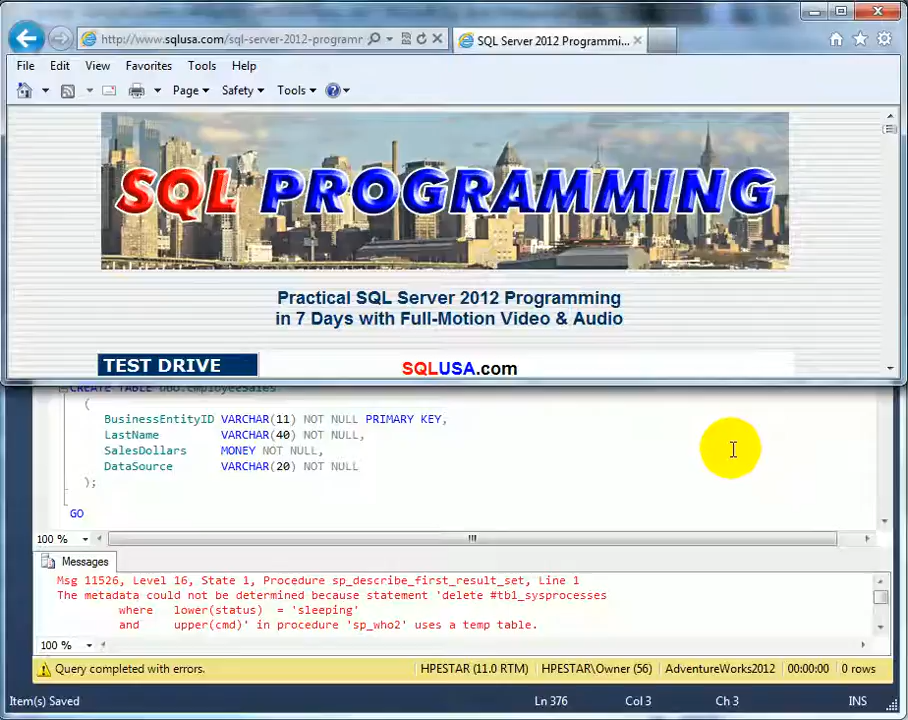 http://www.sqlusa.com/sql-server-2012-programr
SQL Server 2012 Programmi...
File Edit View Favorites Tools Help
Page Safety Tools
SQL PROGRAMMING
Practical SQL Server 2012 Programming
in 7 Days with Full-Motion Video & Audio
TEST DRIVE
SQLUSA.com
CREATE TABLE dbo.EmployeeSales
(
BusinessEntityID VARCHAR(11) NOT NULL PRIMARY KEY,
LastName VARCHAR(40) NOT NULL,
SalesDollars MONEY NOT NULL,
DataSource VARCHAR(20) NOT NULL
);
GO
100 %
Messages
Msg 11526, Level 16, State 1, Procedure sp_describe_first_result_set, Line 1
The metadata could not be determined because statement 'delete #tb1_sysprocesses
where lower(status) = 'sleeping'
and upper(cmd)' in procedure 'sp_who2' uses a temp table.
100 %
Query completed with errors. HPESTAR (11.0 RTM) HPESTAR\Owner (56) AdventureWorks2012 00:00:00 0 rows
Item(s) Saved Ln 376 Col 3 Ch 3 INS